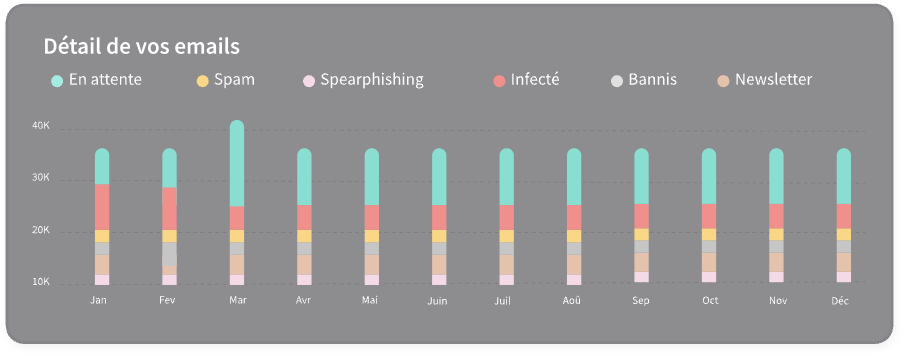 Détail de vos emails
En attente Spam Spearphishing Infecté Bannis Newsletter
40K
30K
20K
10K
Jan Fev Mar Avr Mai Juin Juil Aoû Sep Oct Nov Déc